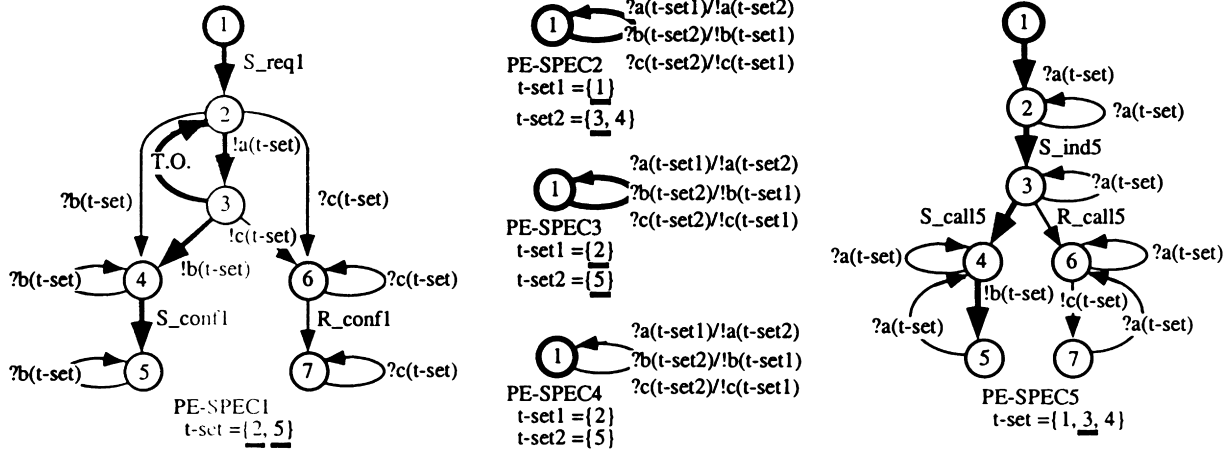 1
S_req1
2
!a(t-set)
T.O.
?b(t-set)
3
?c(t-set)
!c(t-set)
!b(t-set)
?b(t-set)
4
6
?c(t-set)
S_conf1
R_conf1
?b(t-set)
5
7
?c(t-set)
PE-SPEC1
t-set ={2, 5}
1
?a(t-set1)/!a(t-set2)
?b(t-set2)/!b(t-set1)
?c(t-set2)/!c(t-set1)
PE-SPEC2
t-set1 ={1}
t-set2 ={3, 4}
1
?a(t-set1)/!a(t-set2)
?b(t-set2)/!b(t-set1)
?c(t-set2)/!c(t-set1)
PE-SPEC3
t-set1 ={2}
t-set2 ={5}
1
?a(t-set1)/!a(t-set2)
?b(t-set2)/!b(t-set1)
?c(t-set2)/!c(t-set1)
PE-SPEC4
t-set1 ={2}
t-set2 ={5}
1
?a(t-set)
2
?a(t-set)
S_ind5
3
?a(t-set)
S_call5
R_call5
?a(t-set)
4
6
?a(t-set)
!b(t-set)
!c(t-set)
?a(t-set)
?a(t-set)
5
7
PE-SPEC5
t-set ={1, 3, 4}